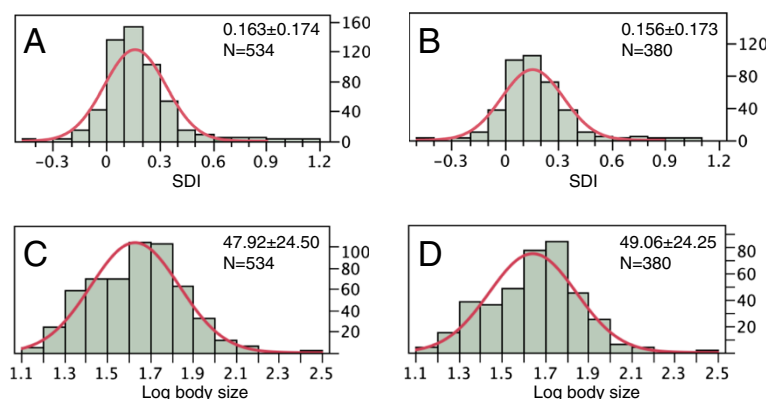 A
0.163±0.174
N=534
160
120
80
40
0
−0.3 0 0.3 0.6 0.9 1.2
SDI
B
0.156±0.173
N=380
120
80
40
0
−0.3 0 0.3 0.6 0.9 1.2
SDI
C
47.92±24.50
N=534
100
80
60
40
20
1.1 1.3 1.5 1.7 1.9 2.1 2.3 2.5
Log body size
D
49.06±24.25
N=380
80
60
40
20
1.1 1.3 1.5 1.7 1.9 2.1 2.3 2.5
Log body size